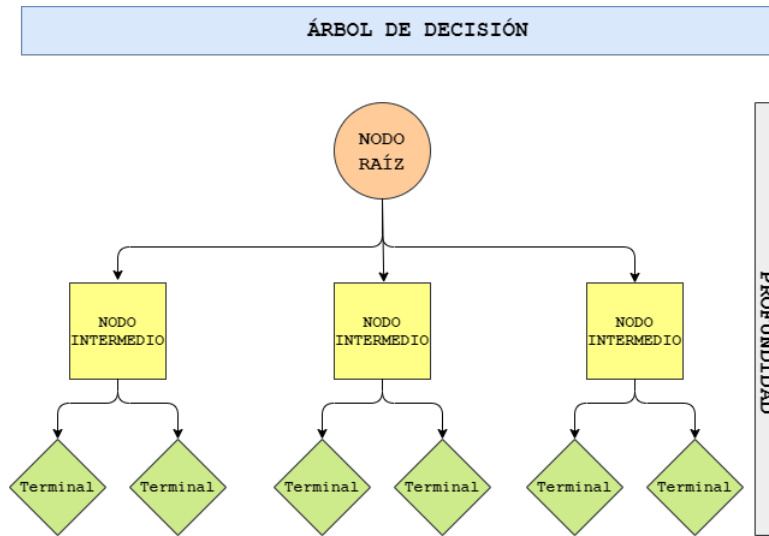 ÁRBOL DE DECISIÓN
NODO
RAÍZ
NODO
INTERMEDIO
NODO
INTERMEDIO
NODO
INTERMEDIO
PROFUNDIDAD
Terminal
Terminal
Terminal
Terminal
Terminal
Terminal